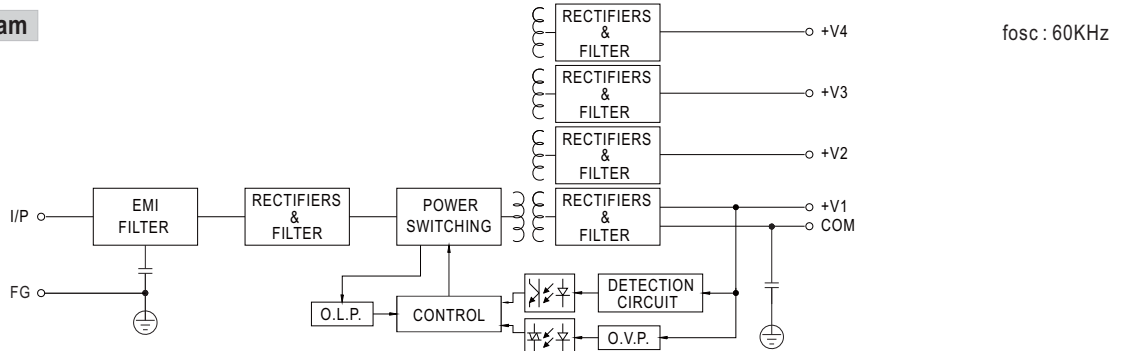 am
fosc : 60KHz
RECTIFIERS
&
FILTER
+V4
RECTIFIERS
&
FILTER
+V3
RECTIFIERS
&
FILTER
+V2
I/P
EMI
FILTER
RECTIFIERS
&
FILTER
POWER
SWITCHING
RECTIFIERS
&
FILTER
+V1
COM
FG
O.L.P.
CONTROL
DETECTION
CIRCUIT
O.V.P.